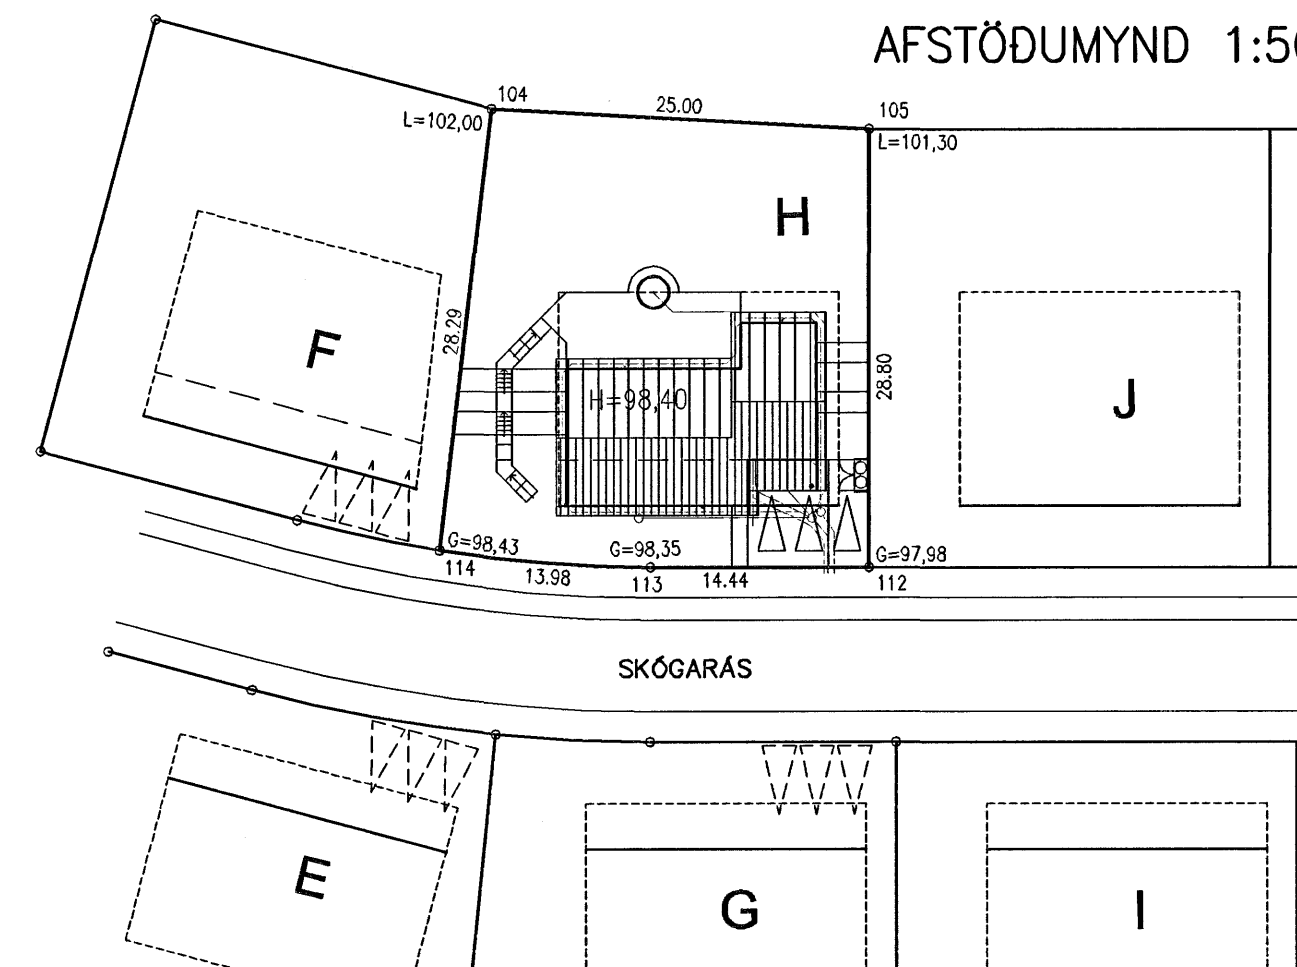 AFSTÖÐUMYND 1:5
104
25.00
105
L=102,00
L=101,30
H
28.29
F
28.80
H=98,40
J
G=98,43
G=98,35
G=97,98
114
13.98
113
14.44
112
SKÓGARÁS
E
G
I